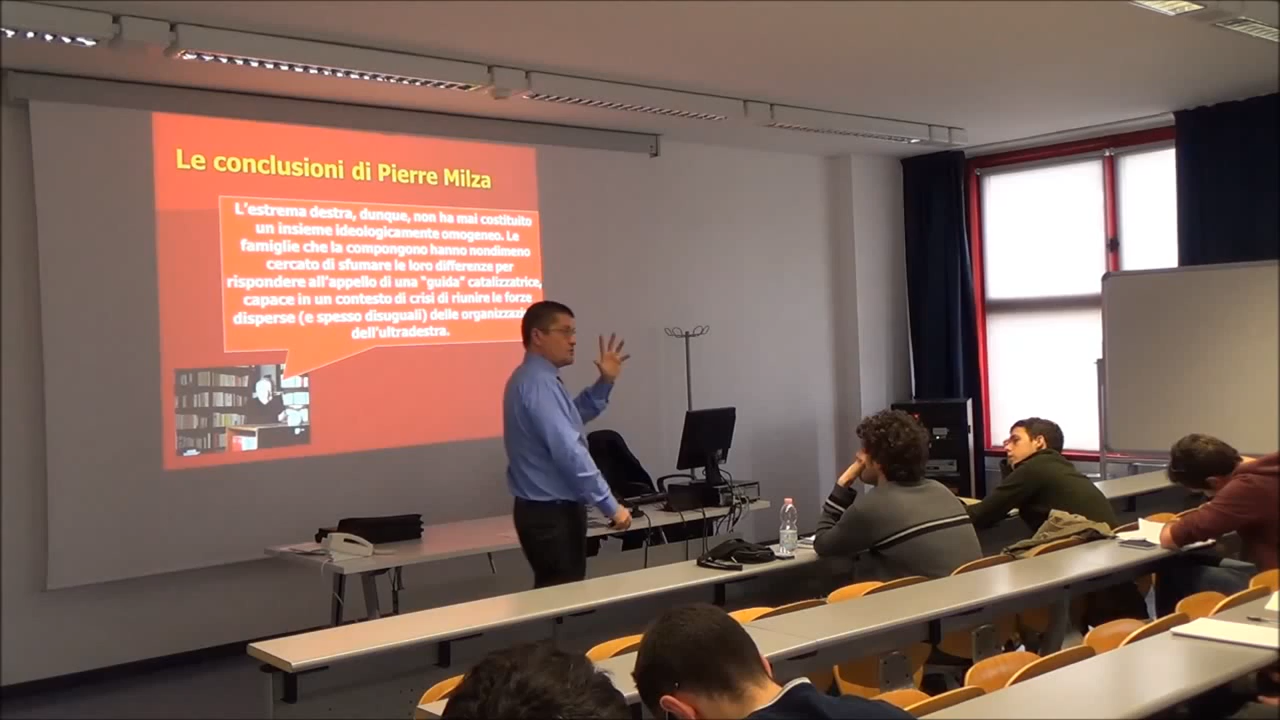 Le conclusioni di Pierre Milza
L'estrema destra, dunque, non ha mai costituito
un insieme ideologicamente omogeneo. Le
famiglie che la compongono hanno nondimeno
cercato di sfumare le loro differenze per
rispondere all'appello di una "guida" catalizzatrice,
capace in un contesto di crisi di riunire le forze
disperse (e spesso disuguali) delle organizzazi
dell'ultradestra.